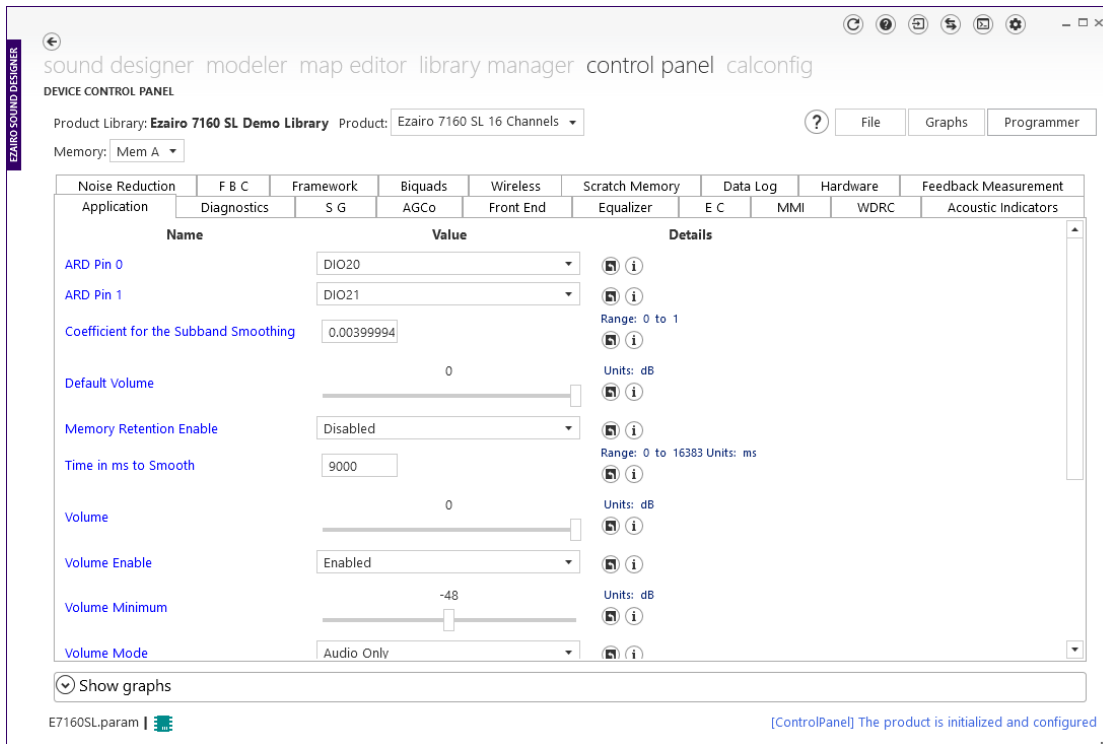 EZAIRO SOUND DESIGNER
sound designer modeler map editor library manager control panel calconfig
DEVICE CONTROL PANEL
Product Library: Ezairo 7160 SL Demo Library Product: Ezairo 7160 SL 16 Channels ? File Graphs Programmer
Memory: Mem A
Noise Reduction F B C Framework Biquads Wireless Scratch Memory Data Log Hardware Feedback Measurement
Application Diagnostics S G AGCo Front End Equalizer E C MMI WDRC Acoustic Indicators
Name Value Details
ARD Pin 0 DIO20
ARD Pin 1 DIO21
Range: 0 to 1
Coefficient for the Subband Smoothing 0.00399994
0 Units: dB
Default Volume
Memory Retention Enable Disabled
Range: 0 to 16383 Units: ms
Time in ms to Smooth 9000
0 Units: dB
Volume
Volume Enable Enabled
-48 Units: dB
Volume Minimum
Volume Mode Audio Only
Show graphs
E7160SL.param | [ControlPanel] The product is initialized and configured